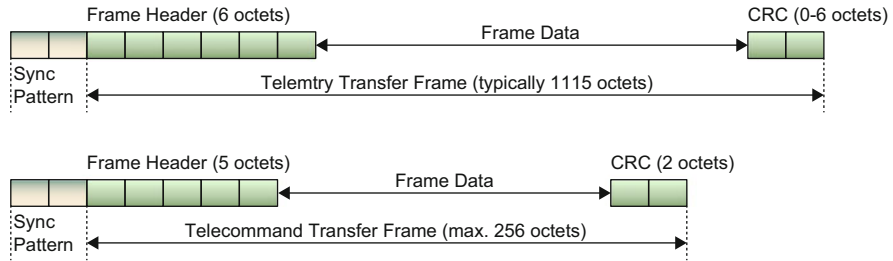 Frame Header (6 octets)
CRC (0-6 octets)
Frame Data
Sync
Pattern
Telemtry Transfer Frame (typically 1115 octets)
Frame Header (5 octets)
CRC (2 octets)
Frame Data
Sync
Pattern
Telecommand Transfer Frame (max. 256 octets)